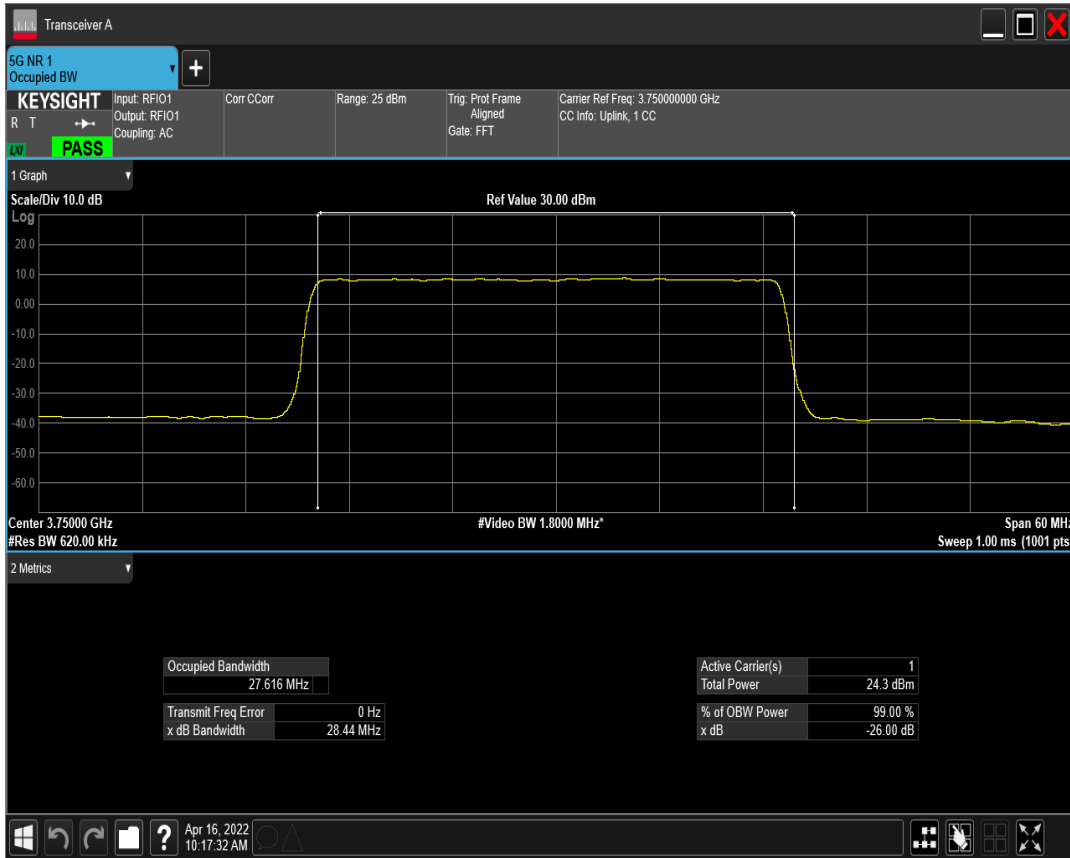 Transceiver A
5G NR 1
Occupied BW
+
KEYSIGHT
R T
LXI
PASS
Input: RFIO1
Output: RFIO1
Coupling: AC
Corr CCorr
Range: 25 dBm
Trig: Prot Frame
Aligned
Gate: FFT
Carrier Ref Freq: 3.750000000 GHz
CC Info: Uplink, 1 CC
1 Graph
Scale/Div 10.0 dB
Ref Value 30.00 dBm
Log
20.0
10.0
0.00
-10.0
-20.0
-30.0
-40.0
-50.0
-60.0
Center 3.75000 GHz
#Video BW 1.8000 MHz*
Span 60 MHz
#Res BW 620.00 kHz
Sweep 1.00 ms (1001 pts
2 Metrics
Occupied Bandwidth
27.616 MHz
Transmit Freq Error 0 Hz
x dB Bandwidth 28.44 MHz
Active Carrier(s) 1
Total Power 24.3 dBm
% of OBW Power 99.00 %
x dB -26.00 dB
?
Apr 16, 2022
10:17:32 AM